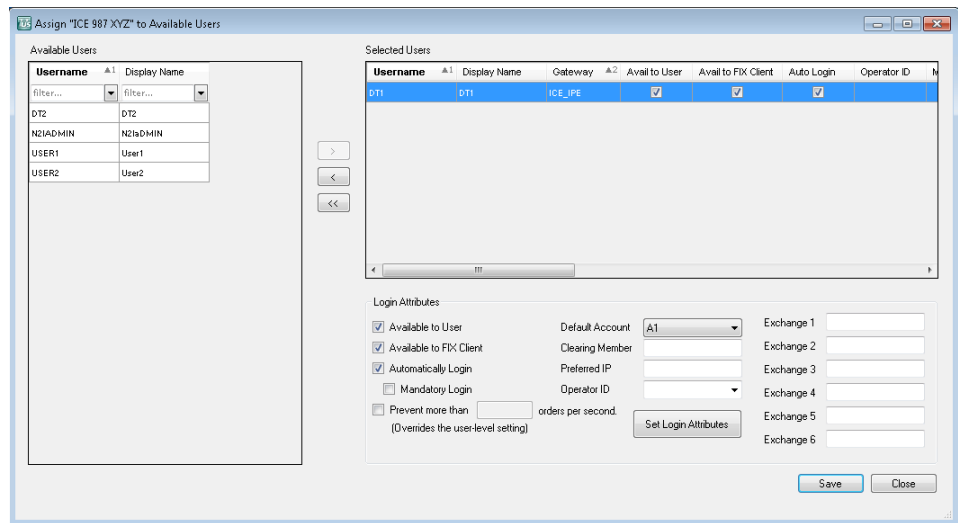 US Assign "ICE 987 XYZ" to Available Users
Available Users
Username 1 Display Name
filter... filter...
DT2 DT2
N2IADMIN N2IaDMIN
USER1 User1
USER2 User2
>
<
<<
Selected Users
Username 1 Display Name Gateway 2 Avail to User Avail to FIX Client Auto Login Operator ID M
DT1 DT1 ICE_IPE
Login Attributes
Available to User
Available to FIX Client
Automatically Login
Mandatory Login
Prevent more than orders per second.
(Overrides the user-level setting)
Default Account A1
Clearing Member
Preferred IP
Operator ID
Set Login Attributes
Exchange 1
Exchange 2
Exchange 3
Exchange 4
Exchange 5
Exchange 6
Save Close